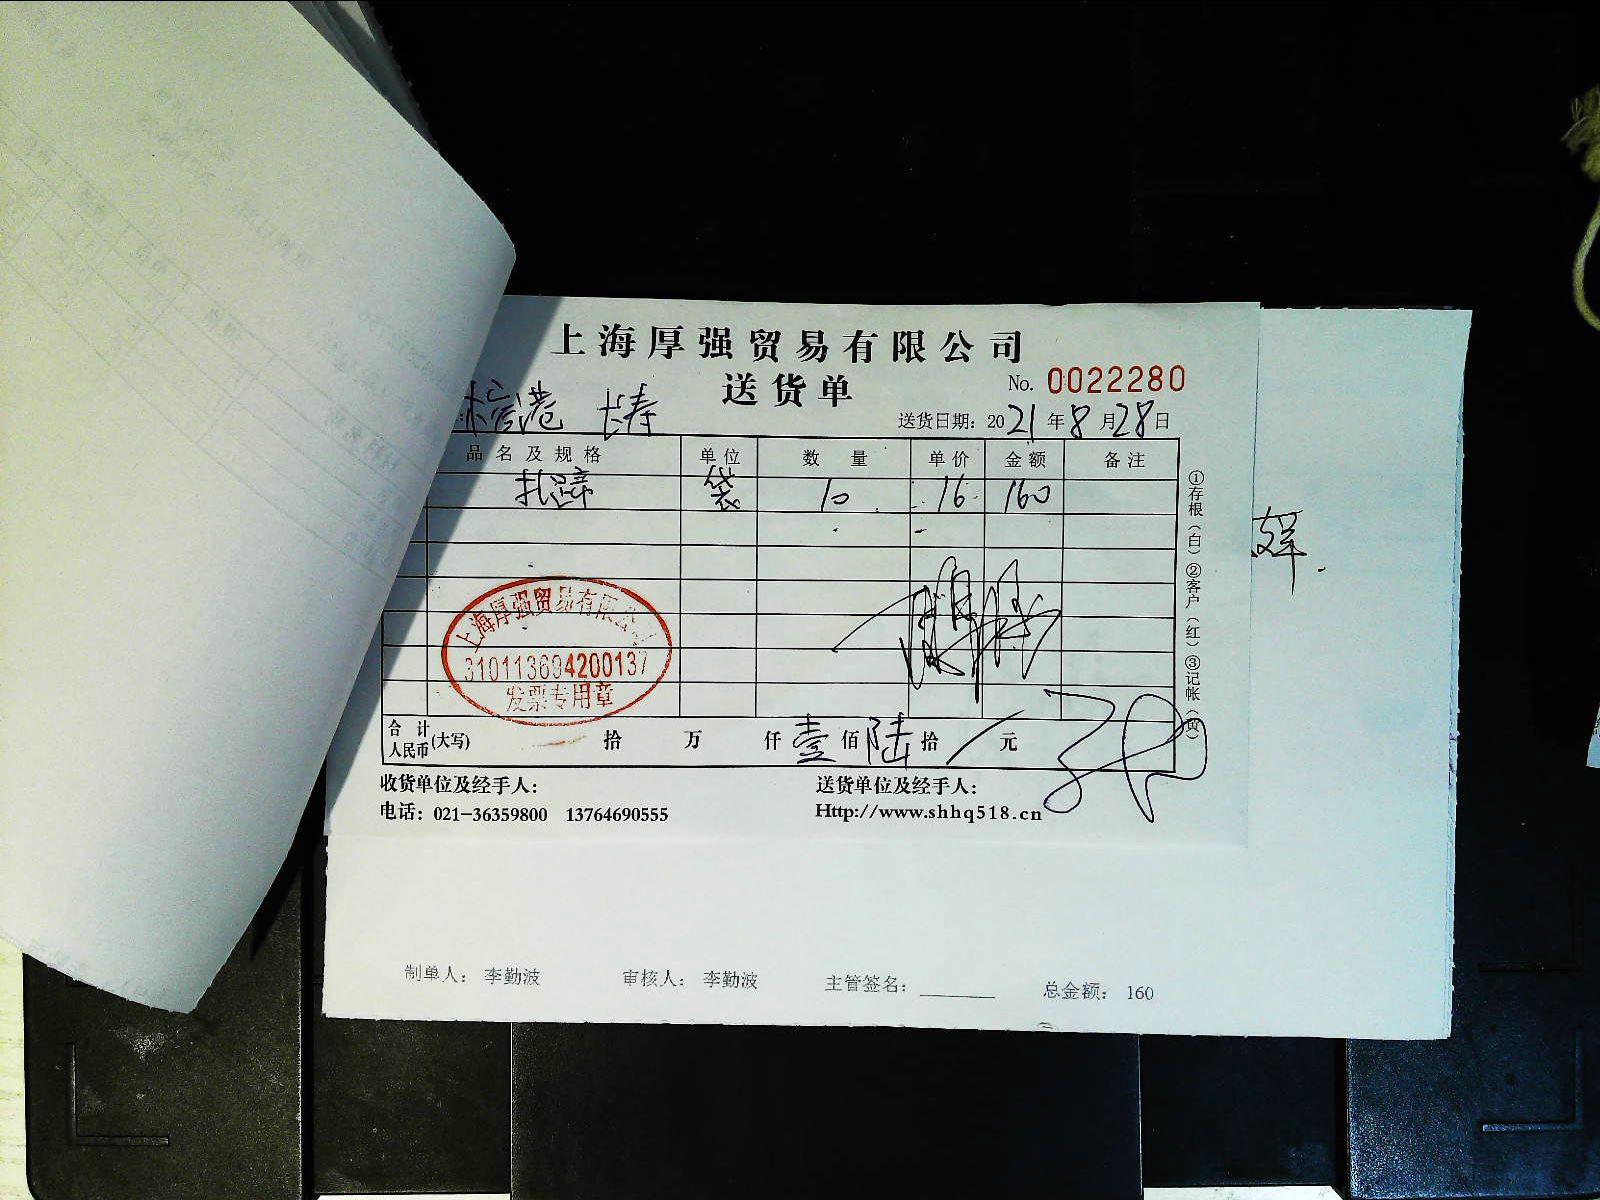 上海厚强贸易有限公司
送货单
No. 0022280
长寿
送货日期: 2021年8月28日
品名及规格 单位 数量 单价 金额 备注
扎蹄 袋 10 16 160
①存根(白)②客户(红)③记帐(黄)
上海厚强贸易有限公司
310113694200137
发票专用章
合计人民币(大写) 拾 万 仟 壹 佰 陆 拾 元
收货单位及经手人: 送货单位及经手人:
电话: 021-36359800 13764690555 Http://www.shhq518.cn
制单人: 李勤波 审核人: 李勤波 主管签名: 总金额: 160